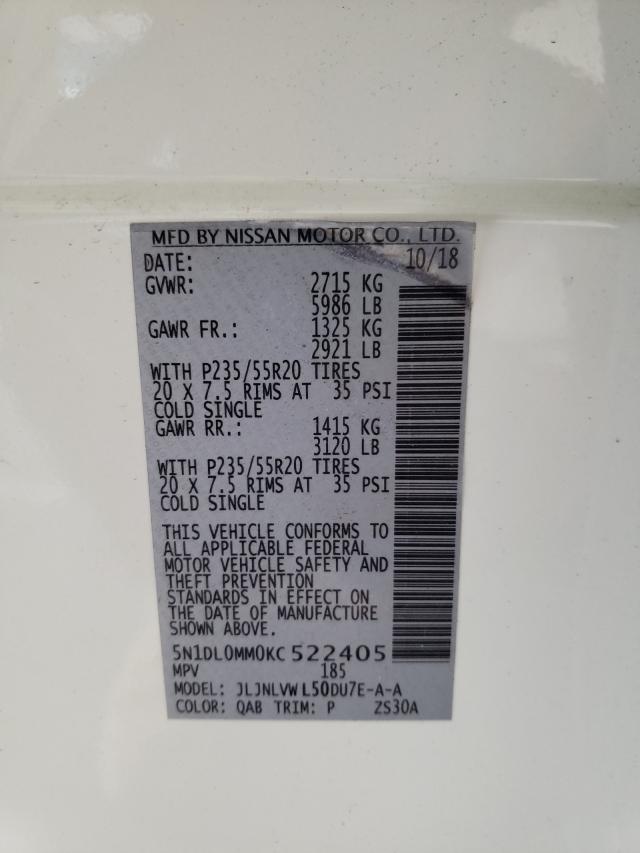 MFD BY NISSAN MOTOR CO., LTD.
DATE: 10/18
GVWR: 2715 KG
5986 LB
GAWR FR.: 1325 KG
2921 LB
WITH P235/55R20 TIRES
20 X 7.5 RIMS AT 35 PSI
COLD SINGLE
GAWR RR.: 1415 KG
3120 LB
WITH P235/55R20 TIRES
20 X 7.5 RIMS AT 35 PSI
COLD SINGLE
THIS VEHICLE CONFORMS TO
ALL APPLICABLE FEDERAL
MOTOR VEHICLE SAFETY AND
THEFT PREVENTION
STANDARDS IN EFFECT ON
THE DATE OF MANUFACTURE
SHOWN ABOVE.
5N1DL0MM0KC 522405
MPV 185
MODEL: JLJNLVW L50DU7E-A-A
COLOR: QAB TRIM: P ZS30A